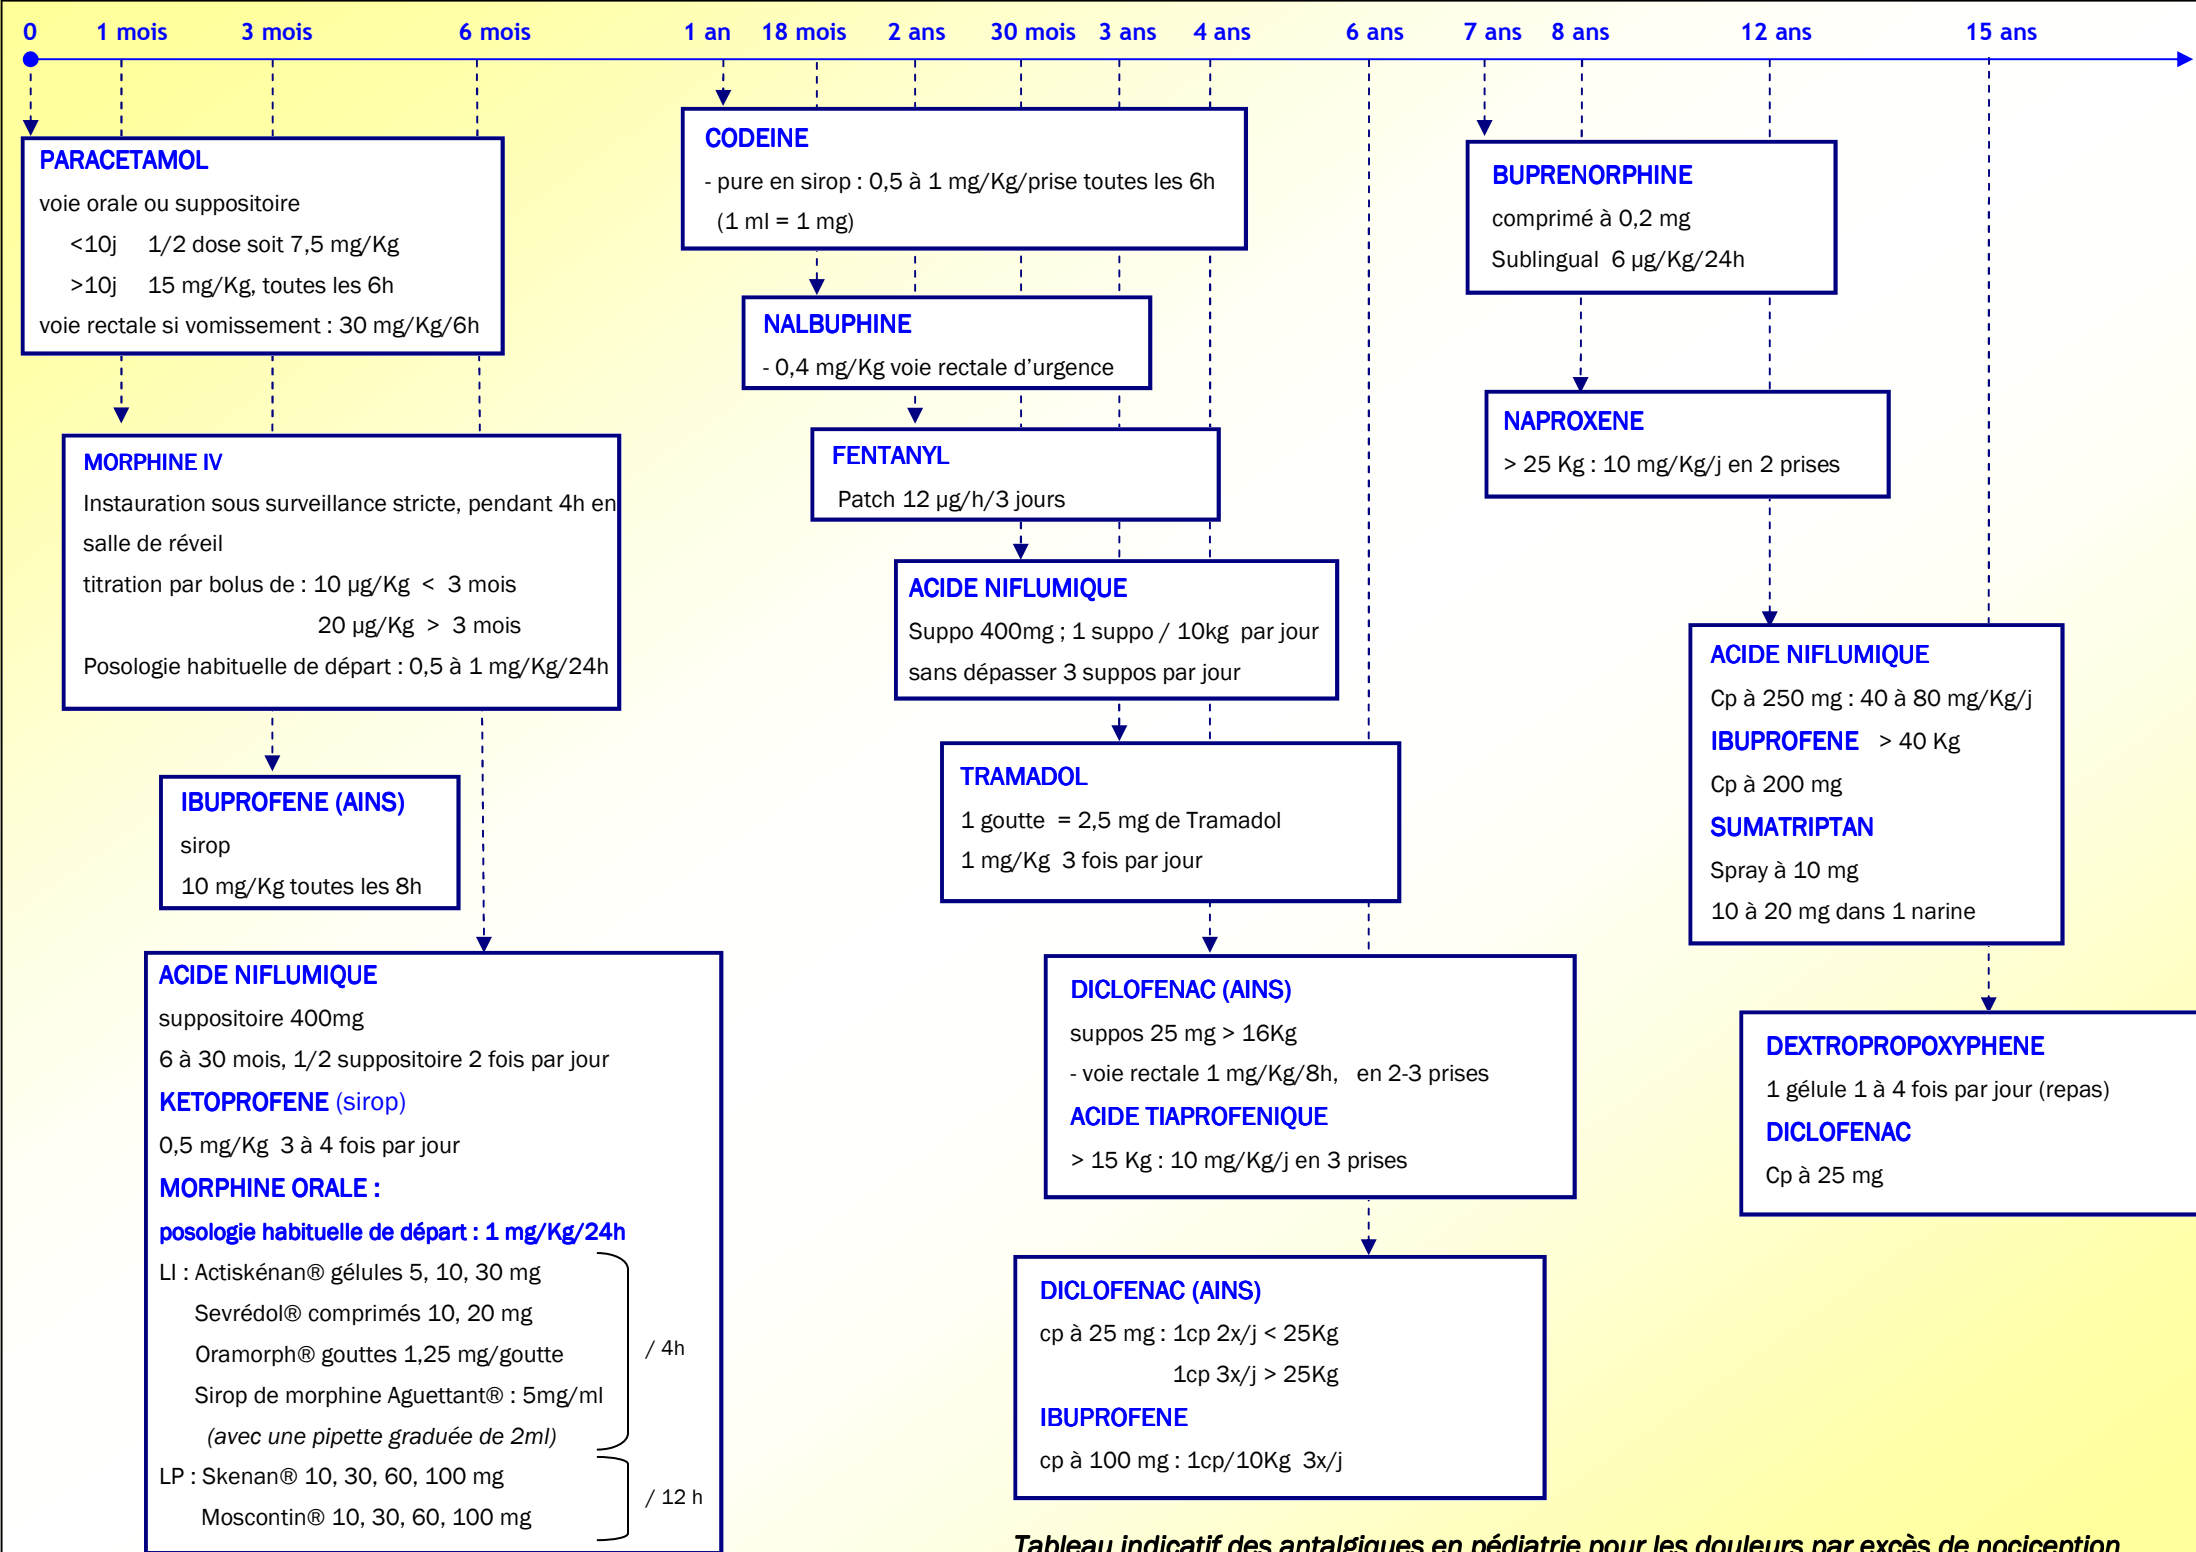 0 1 mois 3 mois 6 mois 1 an 18 mois 2 ans 30 mois 3 ans 4 ans 6 ans 7 ans 8 ans 12 ans 15 ans
PARACETAMOL
voie orale ou suppositoire
<10j 1/2 dose soit 7,5 mg/Kg
>10j 15 mg/Kg, toutes les 6h
voie rectale si vomissement : 30 mg/Kg/6h
MORPHINE IV
Instauration sous surveillance stricte, pendant 4h en
salle de réveil
titration par bolus de : 10 µg/Kg < 3 mois
20 µg/Kg > 3 mois
Posologie habituelle de départ : 0,5 à 1 mg/Kg/24h
IBUPROFENE (AINS)
sirop
10 mg/Kg toutes les 8h
ACIDE NIFLUMIQUE
suppositoire 400mg
6 à 30 mois, 1/2 suppositoire 2 fois par jour
KETOPROFENE (sirop)
0,5 mg/Kg 3 à 4 fois par jour
MORPHINE ORALE :
posologie habituelle de départ : 1 mg/Kg/24h
LI : Actiskénan® gélules 5, 10, 30 mg
Sevrédol® comprimés 10, 20 mg
Oramorph® gouttes 1,25 mg/goutte
/ 4h
Sirop de morphine Aguettant® : 5mg/ml
(avec une pipette graduée de 2ml)
LP : Skenan® 10, 30, 60, 100 mg
/ 12 h
Moscontin® 10, 30, 60, 100 mg
CODEINE
- pure en sirop : 0,5 à 1 mg/Kg/prise toutes les 6h
(1 ml = 1 mg)
NALBUPHINE
- 0,4 mg/Kg voie rectale d’urgence
FENTANYL
Patch 12 µg/h/3 jours
ACIDE NIFLUMIQUE
Suppo 400mg ; 1 suppo / 10kg par jour
sans dépasser 3 suppos par jour
TRAMADOL
1 goutte = 2,5 mg de Tramadol
1 mg/Kg 3 fois par jour
DICLOFENAC (AINS)
suppos 25 mg > 16Kg
- voie rectale 1 mg/Kg/8h, en 2-3 prises
ACIDE TIAPROFENIQUE
> 15 Kg : 10 mg/Kg/j en 3 prises
DICLOFENAC (AINS)
cp à 25 mg : 1cp 2x/j < 25Kg
1cp 3x/j > 25Kg
IBUPROFENE
cp à 100 mg : 1cp/10Kg 3x/j
BUPRENORPHINE
comprimé à 0,2 mg
Sublingual 6 µg/Kg/24h
NAPROXENE
> 25 Kg : 10 mg/Kg/j en 2 prises
ACIDE NIFLUMIQUE
Cp à 250 mg : 40 à 80 mg/Kg/j
IBUPROFENE > 40 Kg
Cp à 200 mg
SUMATRIPTAN
Spray à 10 mg
10 à 20 mg dans 1 narine
DEXTROPROPOXYPHENE
1 gélule 1 à 4 fois par jour (repas)
DICLOFENAC
Cp à 25 mg
Tableau indicatif des antalgiques en pédiatrie pour les douleurs par excès de nociception